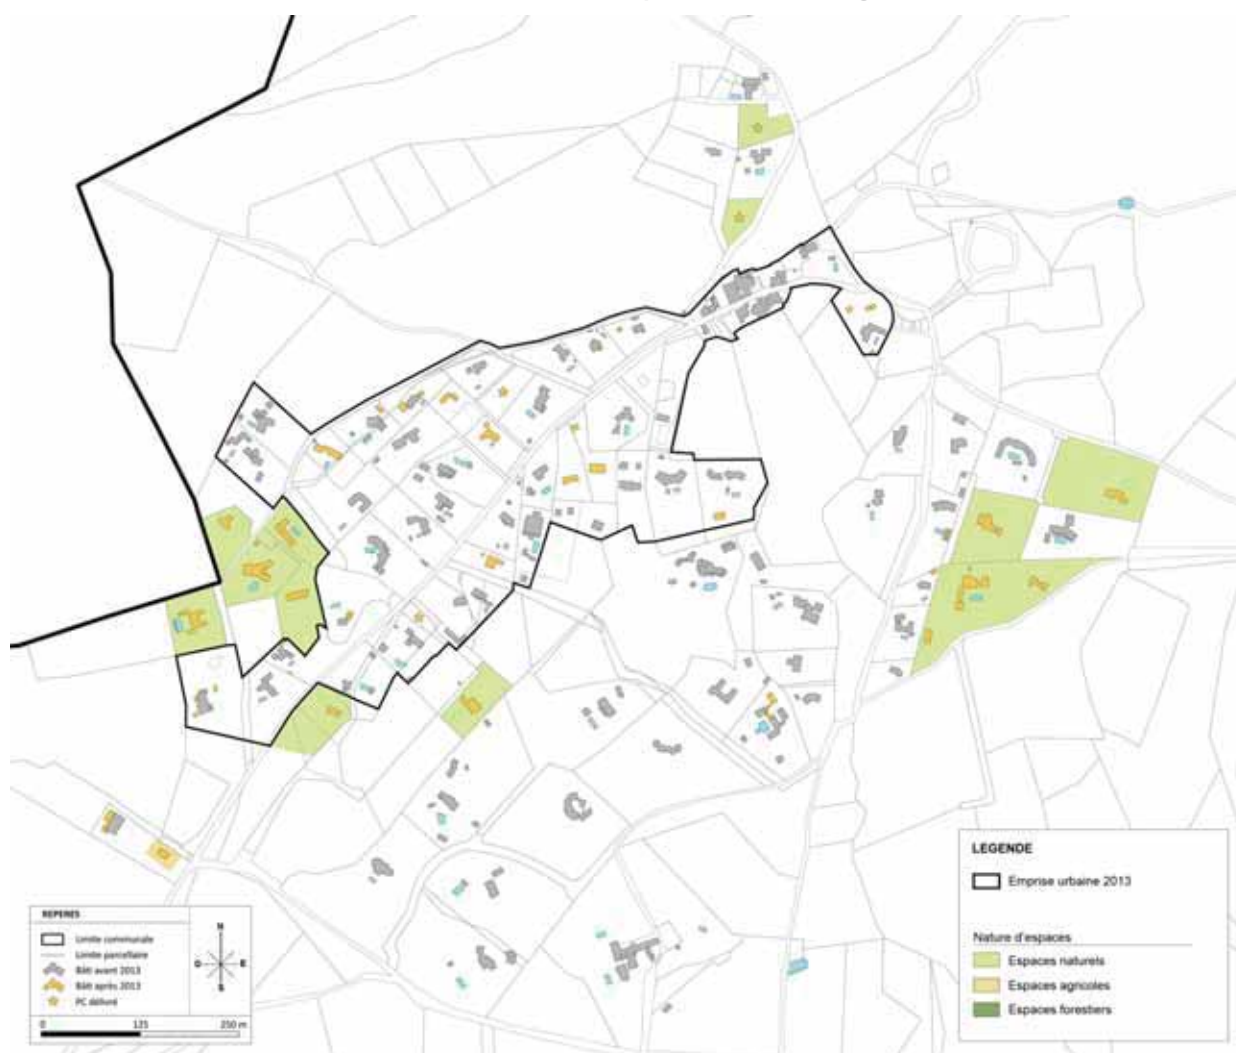 LEGENDE
Emprise urbaine 2013
Nature d'espaces
Espaces naturels
Espaces agricoles
Espaces forestiers
REPERES
Limite communale
Limite parcellaire
Bâti avant 2013
Bâti après 2013
PC délivré
0 125 250 m
N
O E
S